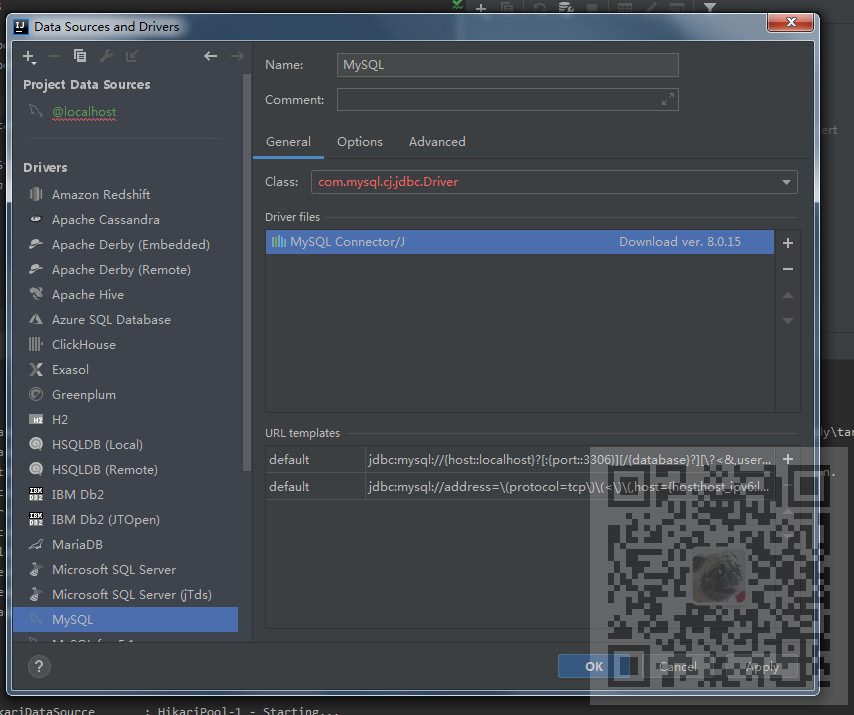 Data Sources and Drivers
Project Data Sources
@localhost
Drivers
Amazon Redshift
Apache Cassandra
Apache Derby (Embedded)
Apache Derby (Remote)
Apache Hive
Azure SQL Database
ClickHouse
Exasol
Greenplum
H2
HSQLDB (Local)
HSQLDB (Remote)
IBM Db2
IBM Db2 (JTOpen)
MariaDB
Microsoft SQL Server
Microsoft SQL Server (jTds)
MySQL
Name: MySQL
Comment:
General Options Advanced
Class: com.mysql.cj.jdbc.Driver
Driver files
MySQL Connector/J Download ver. 8.0.15
URL templates
default jdbc:mysql://{host::localhost}?[:{port::3306}][/{database}?][\?<&,user...
default jdbc:mysql://address=\(protocol=tcp\)\(<\)\(,host={host:host_ipv6:l...
? OK Cancel Apply
kariDataSource : HikariPool-1 - Starting...